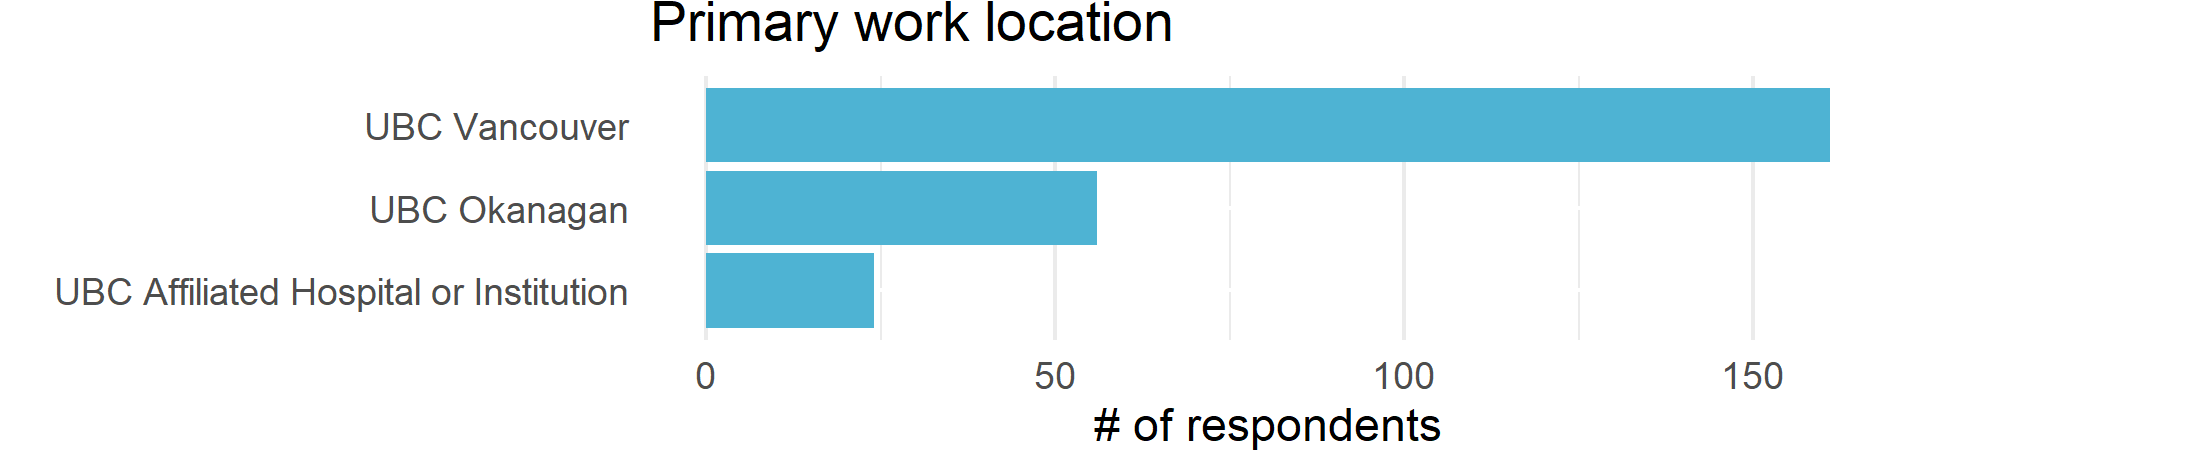 Primary work location
UBC Vancouver
UBC Okanagan
UBC Affiliated Hospital or Institution
0 50 100 150
# of respondents